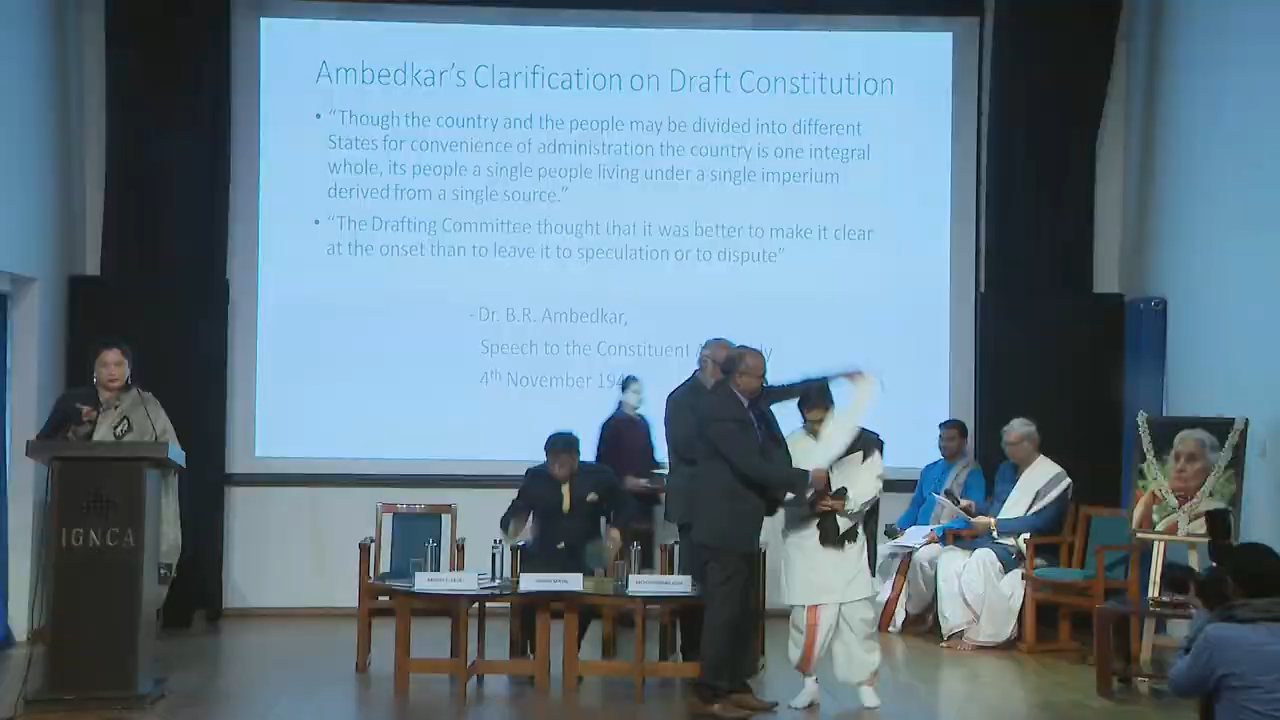 Ambedkar's Clarification on Draft Constitution
• "Though the country and the people may be divided into different
States for convenience of administration the country is one integral
whole, its people a single people living under a single imperium
derived from a single source."
• "The Drafting Committee thought that it was better to make it clear
at the onset than to leave it to speculation or to dispute"
- Dr. B.R. Ambedkar,
Speech to the Constituent
4th November
IGNCA